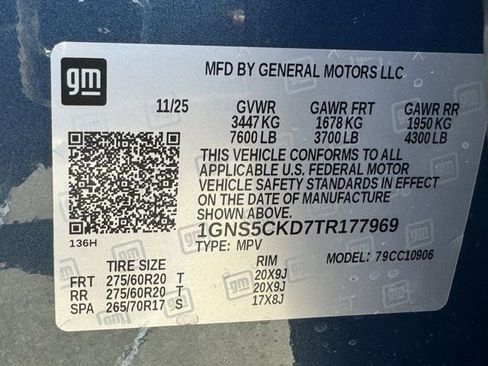 gm
MFD BY GENERAL MOTORS LLC
11/25 GVWR GAWR FRT GAWR RR
3447 KG 1678 KG 1950 KG
7600 LB 3700 LB 4300 LB
THIS VEHICLE CONFORMS TO ALL
APPLICABLE U.S. FEDERAL MOTOR
VEHICLE SAFETY STANDARDS IN EFFECT
ON THE DATE OF MANUFACTURE
SHOWN ABOVE.
1GNS5CKD7TR177969
136H
TYPE: MPV MODEL: 79CC10906
TIRE SIZE RIM
FRT 275/60R20 T 20X9J
RR 275/60R20 T 20X9J
SPA 265/70R17 S 17X8J